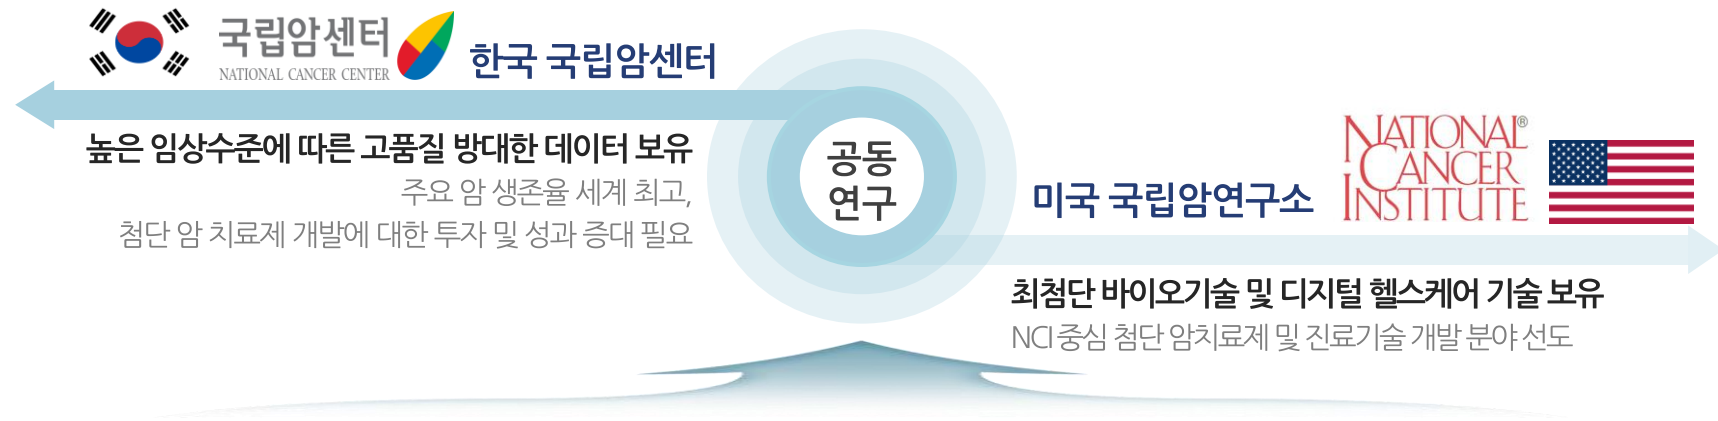 국립암센터
NATIONAL CANCER CENTER
한국 국립암센터
높은 임상수준에 따른 고품질 방대한 데이터 보유
주요 암 생존율 세계 최고,
첨단 암 치료제 개발에 대한 투자 및 성과 증대 필요
공동
연구
미국 국립암연구소
NATIONAL®
CANCER
INSTITUTE
최첨단 바이오기술 및 디지털 헬스케어 기술 보유
NCI 중심 첨단 암치료제 및 진료기술 개발 분야 선도